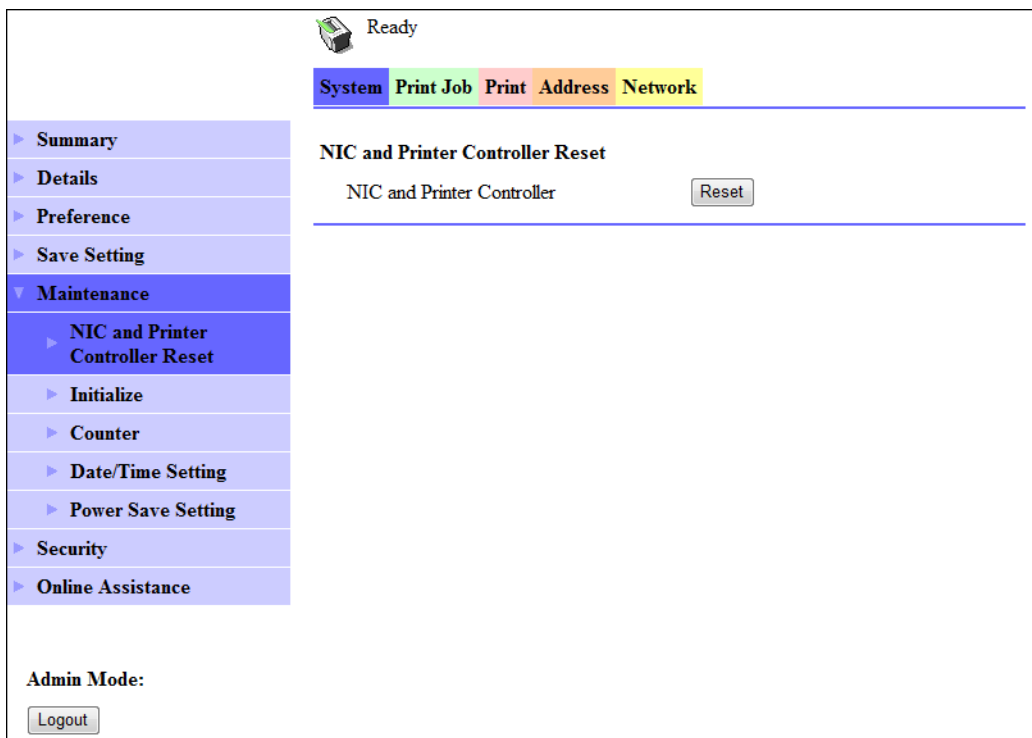 Ready
System Print Job Print Address Network
Summary
Details
Preference
Save Setting
Maintenance
NIC and Printer
Controller Reset
Initialize
Counter
Date/Time Setting
Power Save Setting
Security
Online Assistance
Admin Mode:
Logout
NIC and Printer Controller Reset
NIC and Printer Controller Reset